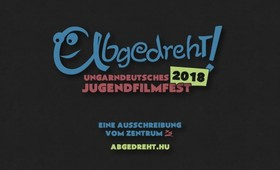 Abgedreht!
UNGARNDEUTSCHES 2018
JUGENDFILMFEST
EINE AUSSCHREIBUNG
VOM ZENTRUM
ABGEDREHT.HU